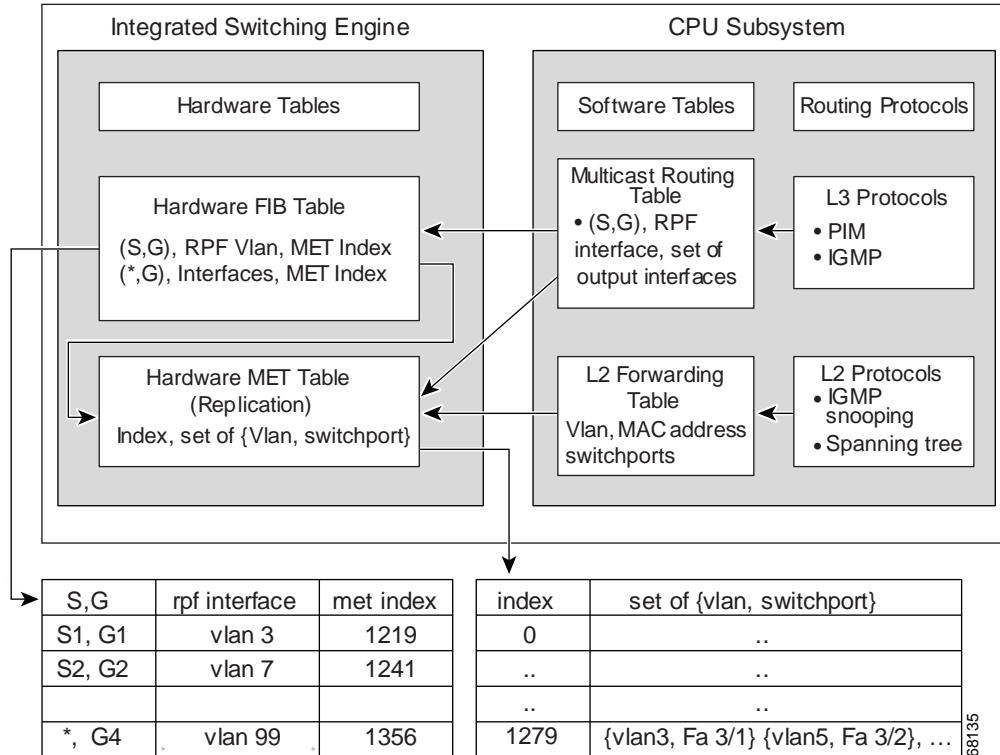 Integrated Switching Engine
CPU Subsystem
Hardware Tables
Software Tables
Routing Protocols
Hardware FIB Table
(S,G), RPF Vlan, MET Index
(*,G), Interfaces, MET Index
Multicast Routing
Table
• (S,G), RPF
interface, set of
output interfaces
L3 Protocols
• PIM
• IGMP
Hardware MET Table
(Replication)
Index, set of {Vlan, switchport}
L2 Forwarding
Table
Vlan, MAC address
switchports
L2 Protocols
• IGMP
snooping
• Spanning tree
S,G rpf interface met index
S1, G1 vlan 3 1219
S2, G2 vlan 7 1241
*, G4 vlan 99 1356
index set of {vlan, switchport}
0 ..
.. ..
.. ..
1279 {vlan3, Fa 3/1} {vlan5, Fa 3/2}, ...
68135